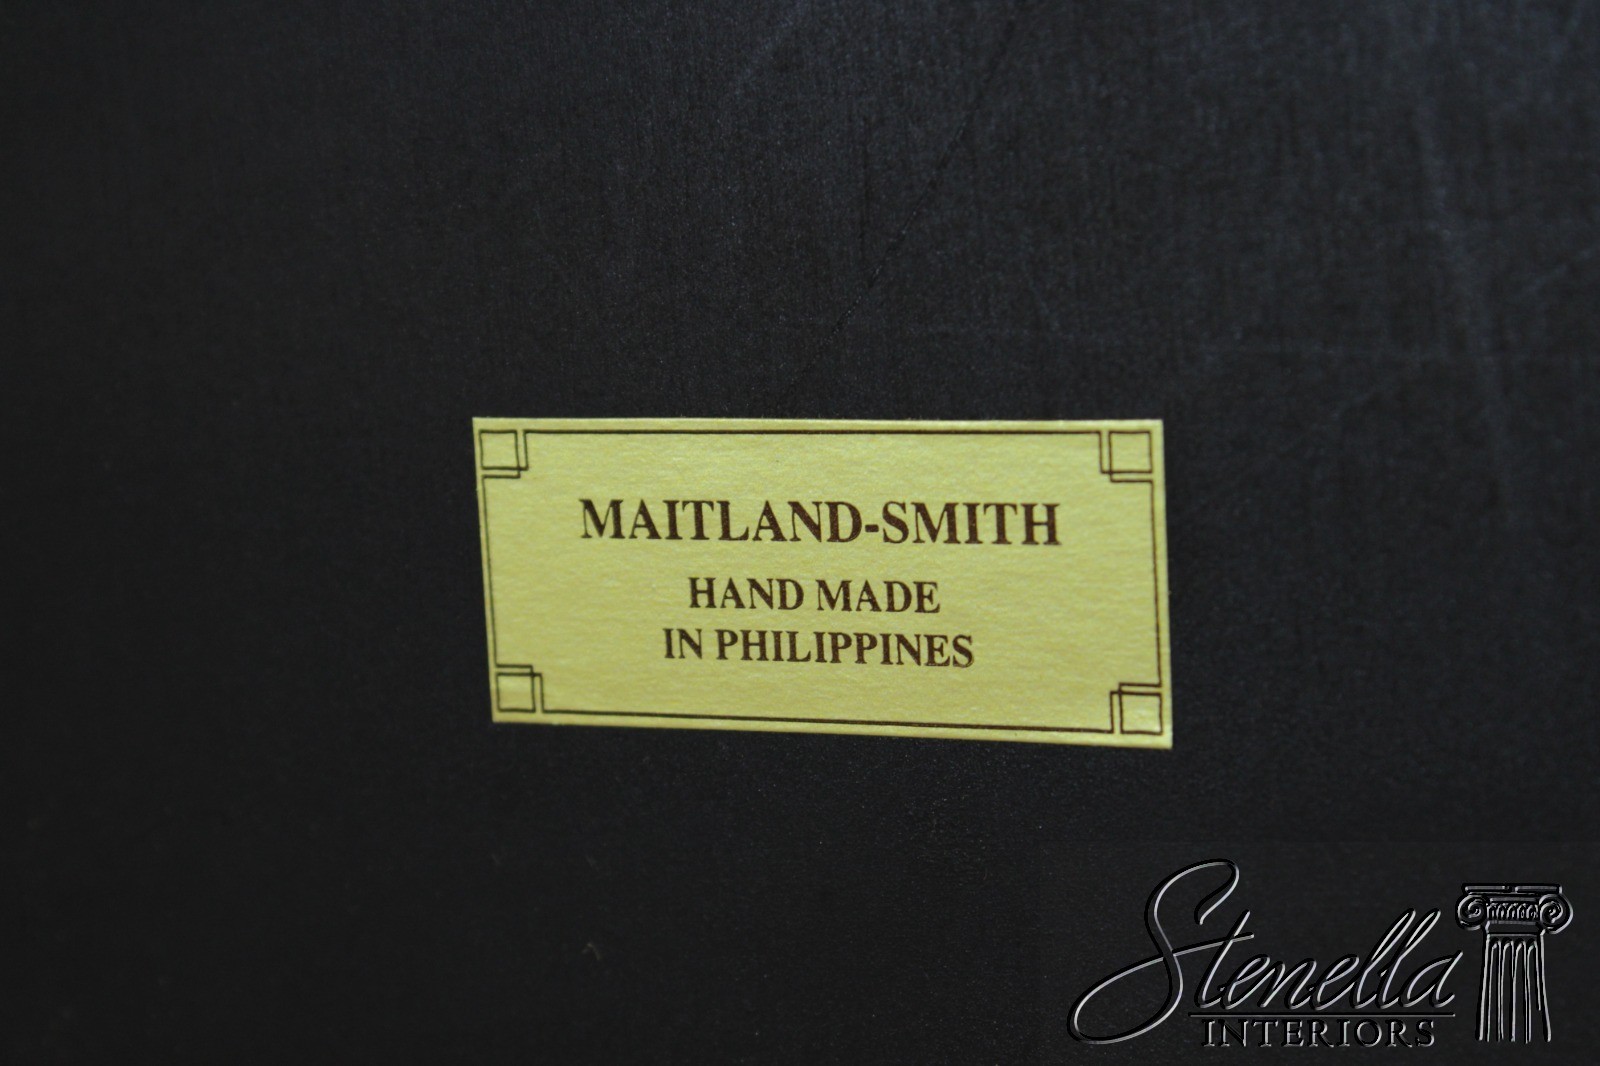 MAITLAND-SMITH
HAND MADE
IN PHILIPPINES
Stenella
INTERIORS